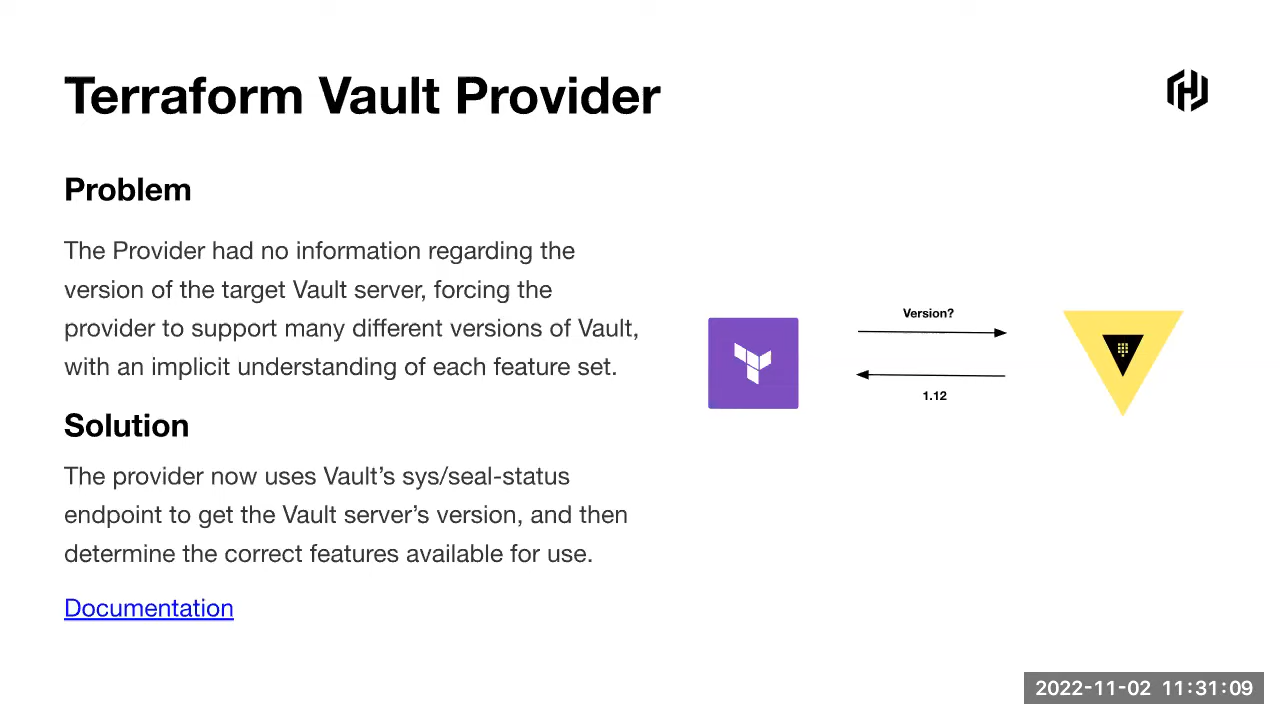 Terraform Vault Provider
Problem
The Provider had no information regarding the
version of the target Vault server, forcing the
provider to support many different versions of Vault,
with an implicit understanding of each feature set.
Solution
The provider now uses Vault’s sys/seal-status
endpoint to get the Vault server’s version, and then
determine the correct features available for use.
Documentation
Version?
1.12
2022-11-02 11:31:09